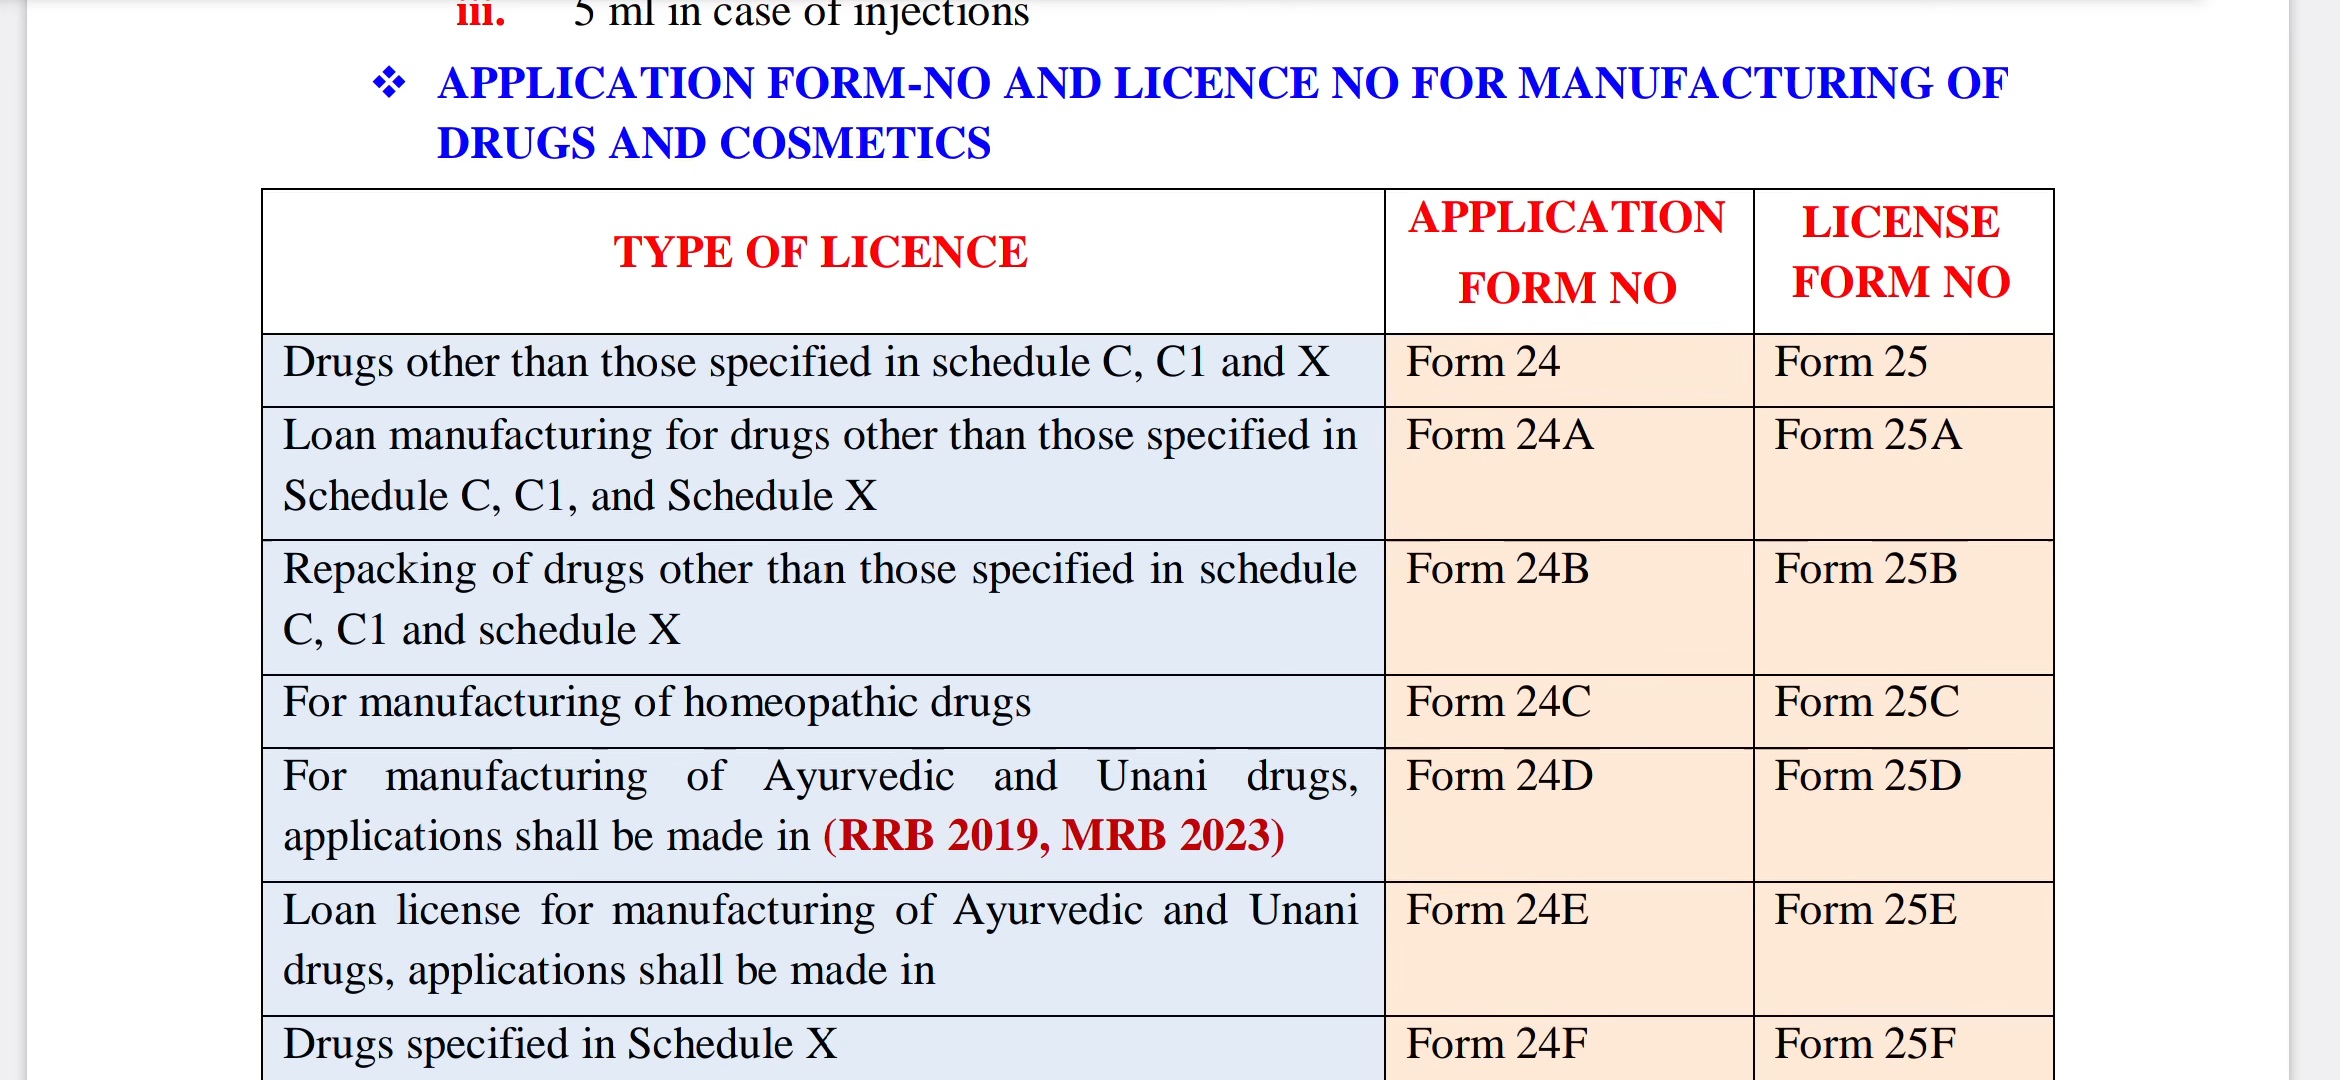 iii. 5 ml in case of injections
❖ APPLICATION FORM-NO AND LICENCE NO FOR MANUFACTURING OF
DRUGS AND COSMETICS
TYPE OF LICENCE
APPLICATION
FORM NO
LICENSE
FORM NO
Drugs other than those specified in schedule C, C1 and X
Form 24
Form 25
Loan manufacturing for drugs other than those specified in
Schedule C, C1, and Schedule X
Form 24A
Form 25A
Repacking of drugs other than those specified in schedule
C, C1 and schedule X
Form 24B
Form 25B
For manufacturing of homeopathic drugs
Form 24C
Form 25C
For manufacturing of Ayurvedic and Unani drugs,
applications shall be made in (RRB 2019, MRB 2023)
Form 24D
Form 25D
Loan license for manufacturing of Ayurvedic and Unani
drugs, applications shall be made in
Form 24E
Form 25E
Drugs specified in Schedule X
Form 24F
Form 25F